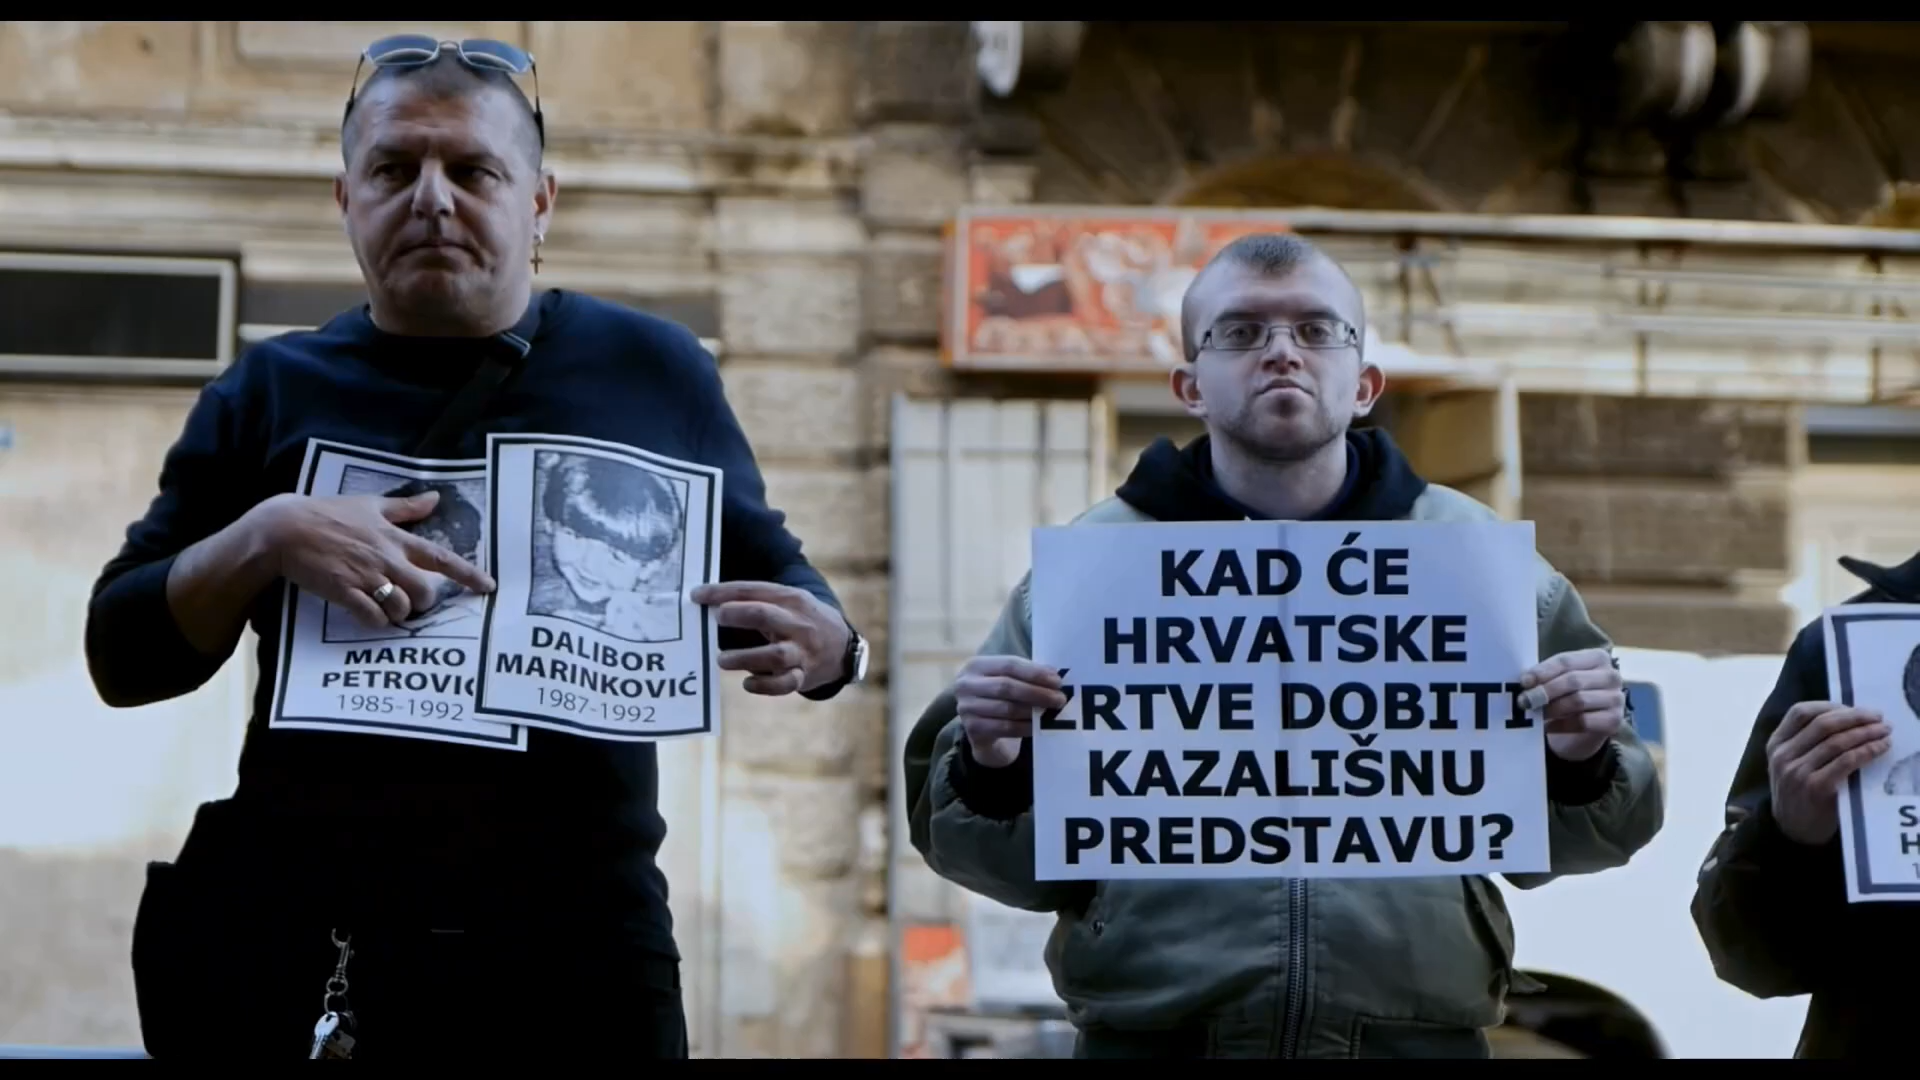 MARKO
PETROVIĆ
1985-1992
DALIBOR
MARINKOVIĆ
1987-1992
KAD ĆE
HRVATSKE
ŽRTVE DOBITI
KAZALIŠNU
PREDSTAVU?